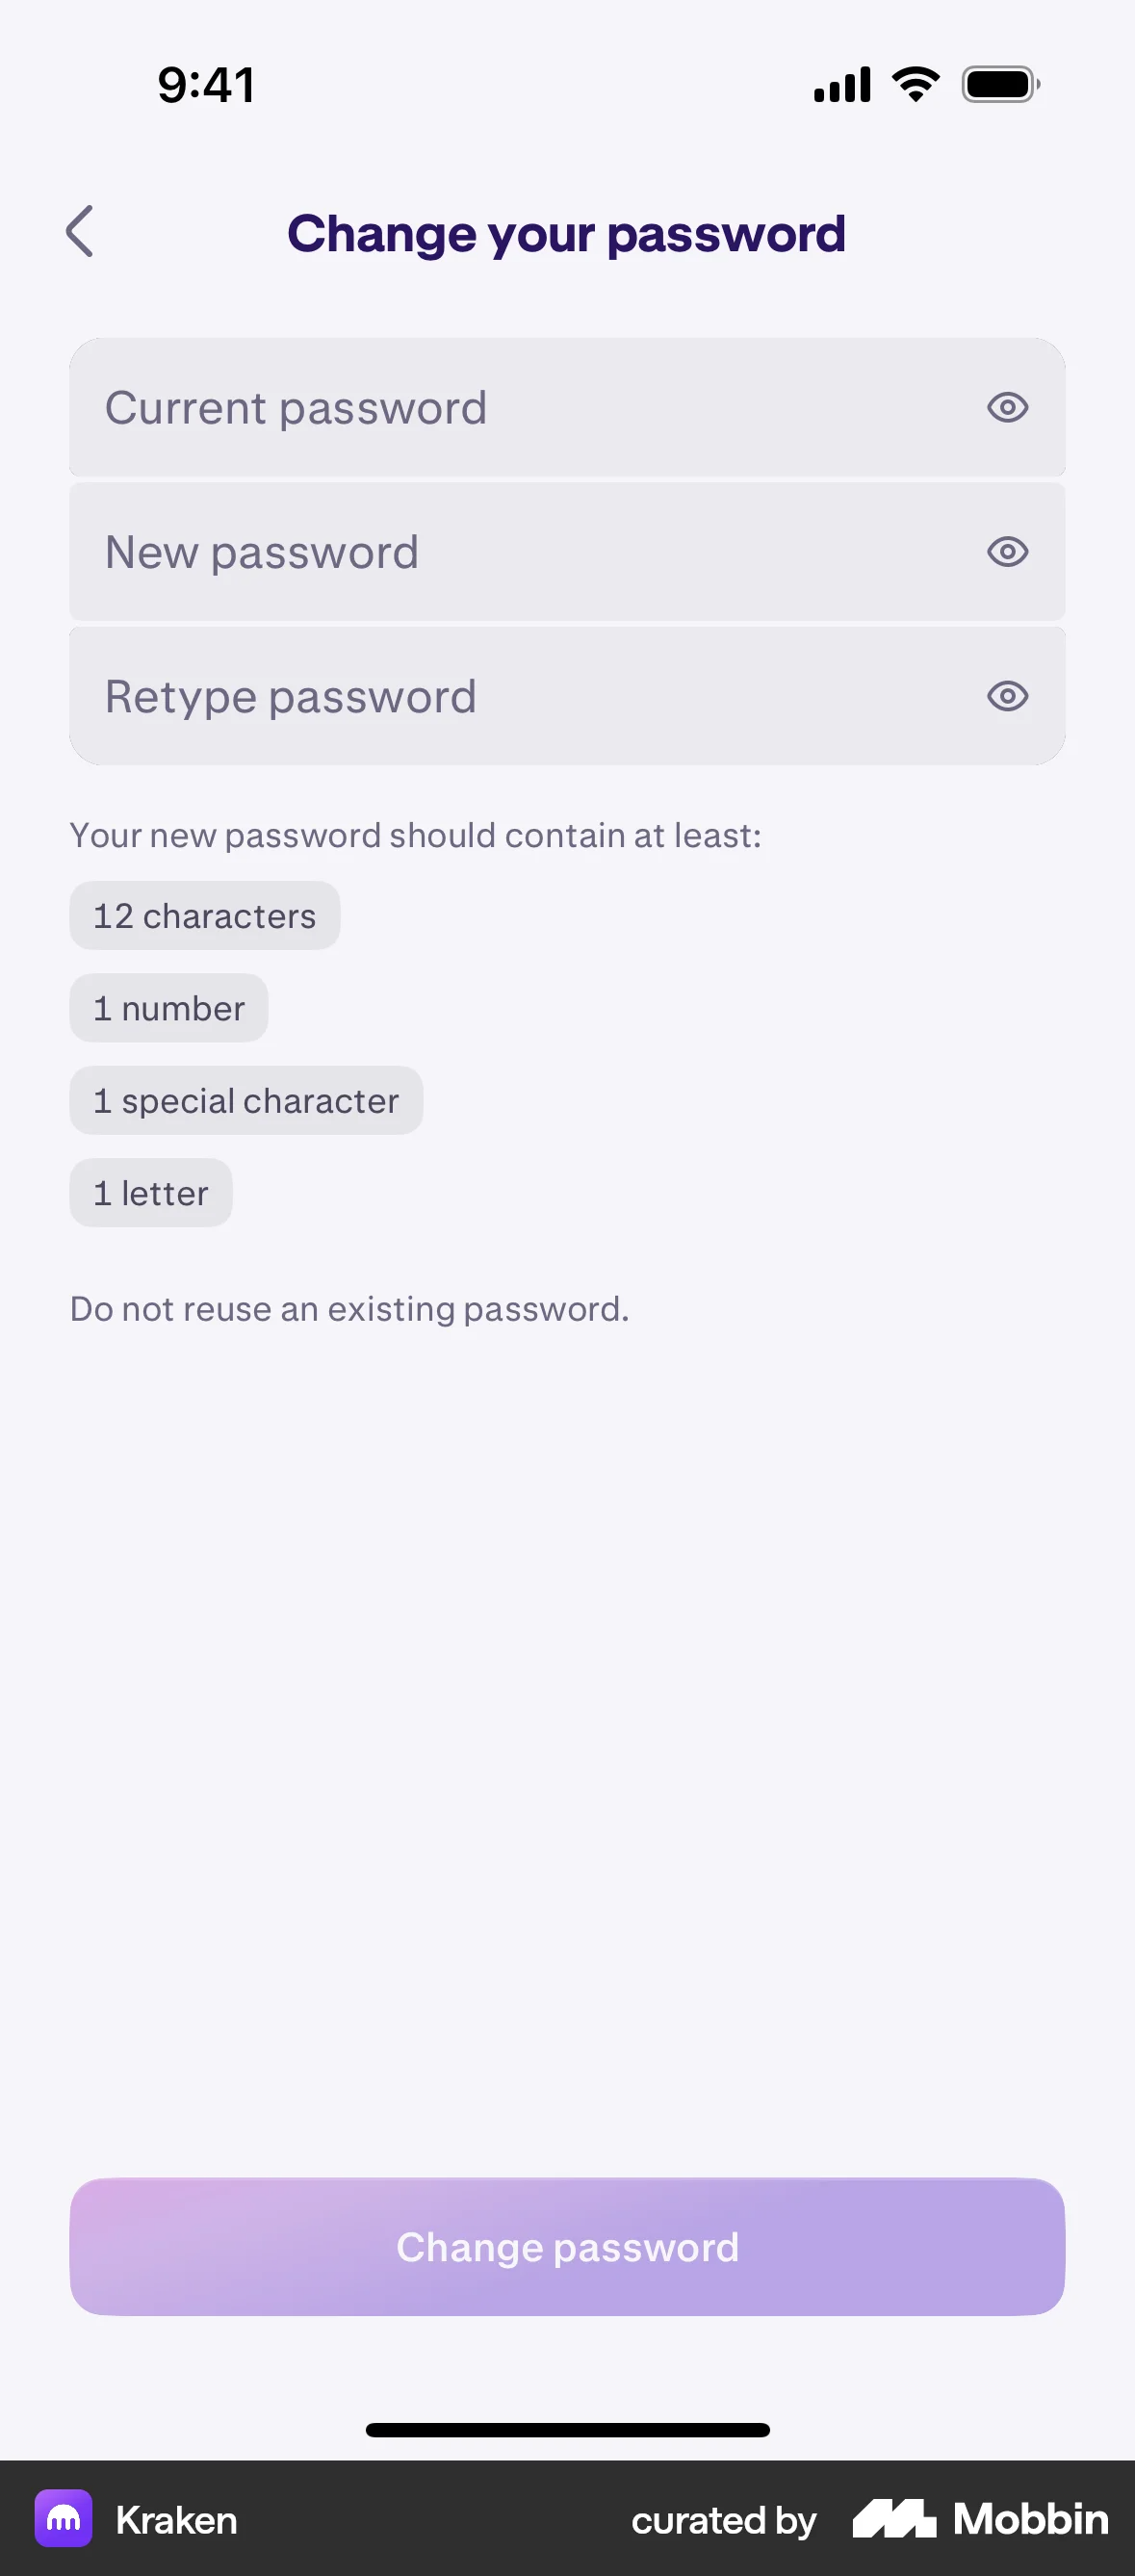 9:41
Change your password
Current password
New password
Retype password
Your new password should contain at least:
12 characters
1 number
1 special character
1 letter
Do not reuse an existing password.
Change password
Kraken
curated by
Mobbin